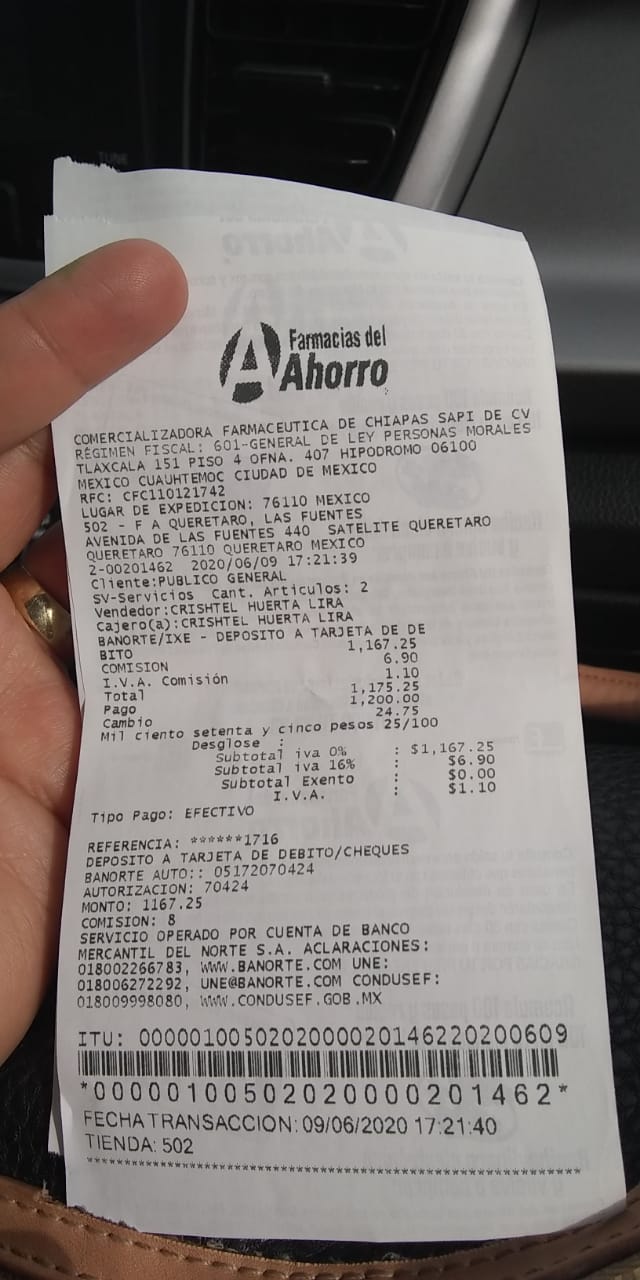 Farmacias del
Ahorro
COMERCIALIZADORA FARMACEUTICA DE CHIAPAS SAPI DE CV
RÉGIMEN FISCAL: 601-GENERAL DE LEY PERSONAS MORALES
TLAXCALA 151 PISO 4 OFNA. 407 HIPODROMO 06100
MEXICO CUAUHTEMOC CIUDAD DE MEXICO
RFC: CFC110121742
LUGAR DE EXPEDICION: 76110 MEXICO
502 - F A QUERETARO, LAS FUENTES
AVENIDA DE LAS FUENTES 440 SATELITE QUERETARO
QUERETARO 76110 QUERETARO MEXICO
2-00201462 2020/06/09 17:21:39
Cliente:PUBLICO GENERAL
SV-Servicios Cant. Articulos: 2
Vendedor:CRISHTEL HUERTA LIRA
Cajero(a):CRISHTEL HUERTA LIRA
BANORTE/IXE - DEPOSITO A TARJETA DE DE
BITO 1,167.25
COMISION 6.90
I.V.A. Comisión 1.10
Total 1,175.25
Pago 1,200.00
Cambio 24.75
Mil ciento setenta y cinco pesos 25/100
Desglose :
Subtotal iva 0% : $1,167.25
Subtotal iva 16% : $6.90
Subtotal Exento : $0.00
I.V.A. : $1.10
Tipo Pago: EFECTIVO
REFERENCIA: ******1716
DEPOSITO A TARJETA DE DEBITO/CHEQUES
BANORTE AUTO:: 05172070424
AUTORIZACION: 70424
MONTO: 1167.25
COMISION: 8
SERVICIO OPERADO POR CUENTA DE BANCO
MERCANTIL DEL NORTE S.A. ACLARACIONES:
018002266783, WWW.BANORTE.COM UNE:
018006272292, UNE@BANORTE.COM CONDUSEF:
018009998080, WWW.CONDUSEF.GOB.MX
ITU: 0000010050202000020146220200609
*00000100502020000201462*
FECHA TRANSACCION: 09/06/2020 17:21:40
TIENDA: 502